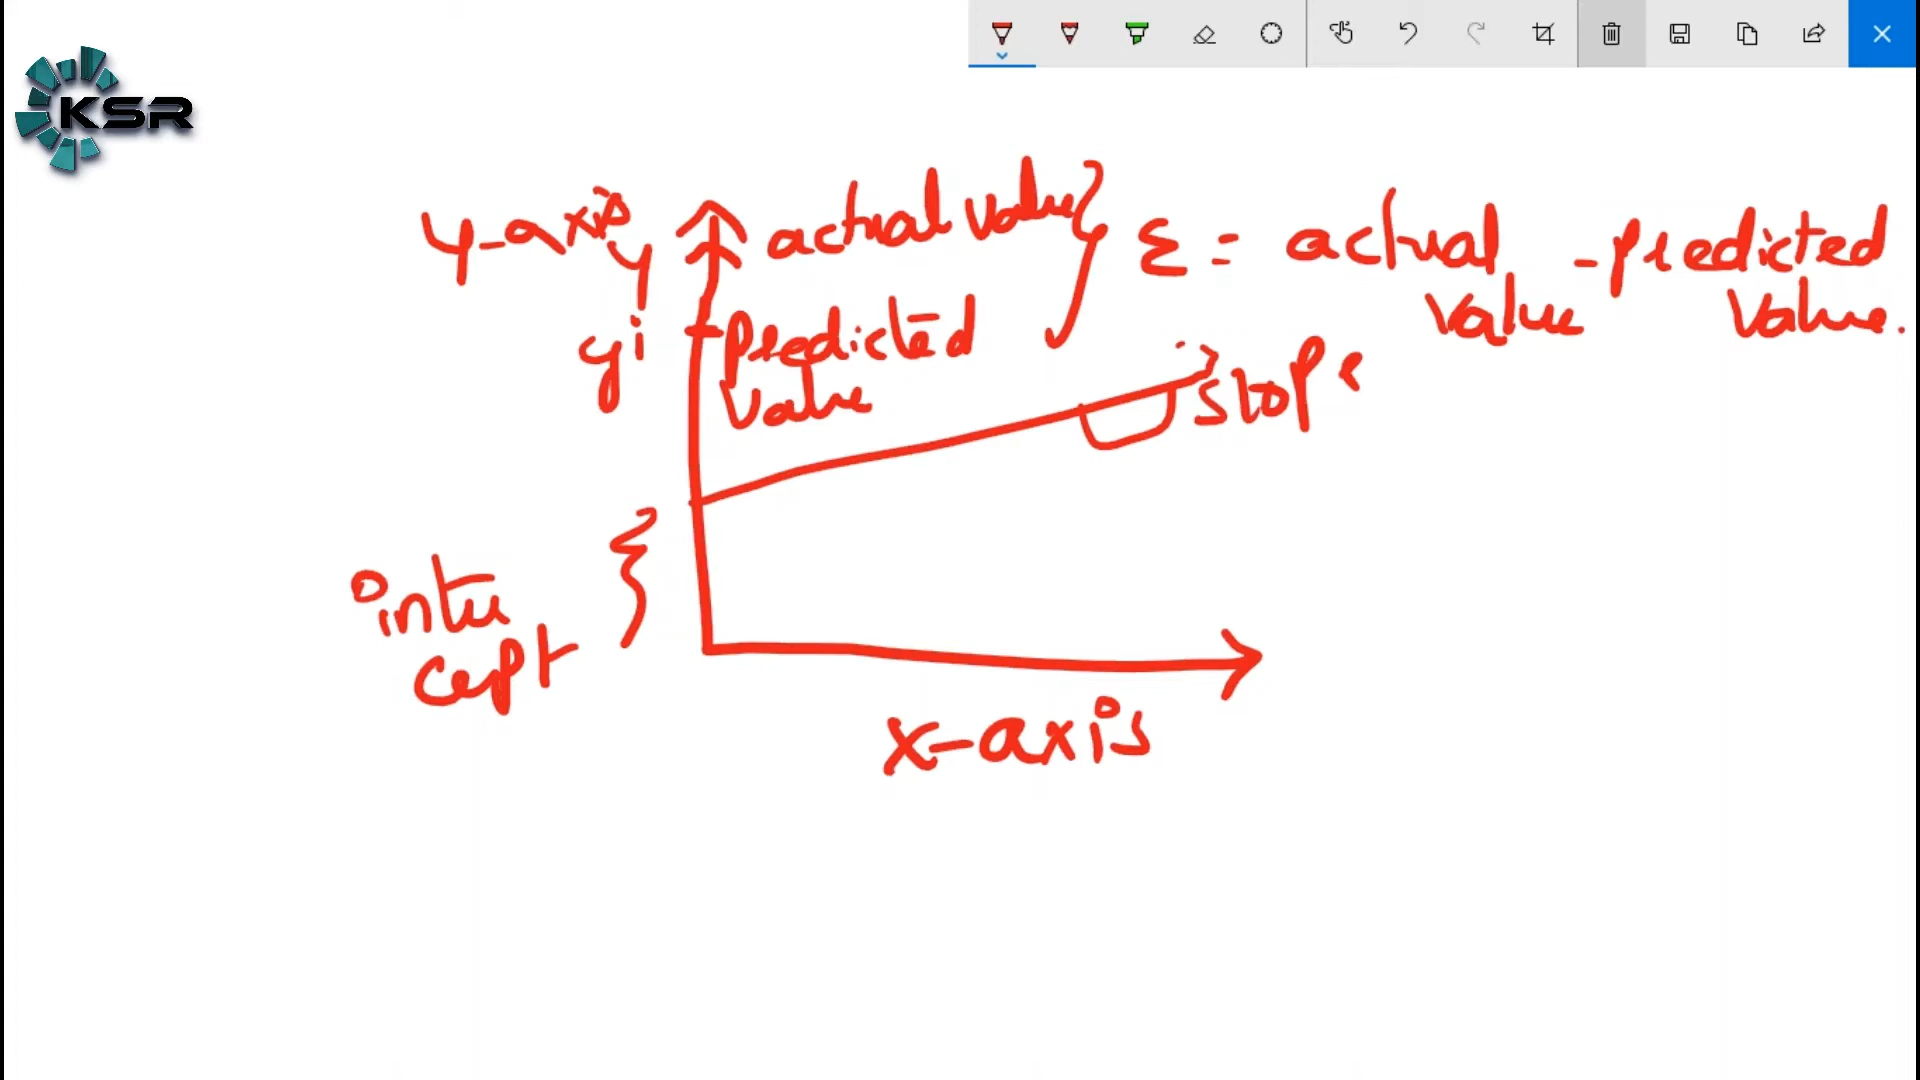 KSR
y-axis
y
actual value
Σ = actual value - predicted value.
yi
predicted
value
slope
inter
cept
x-axis